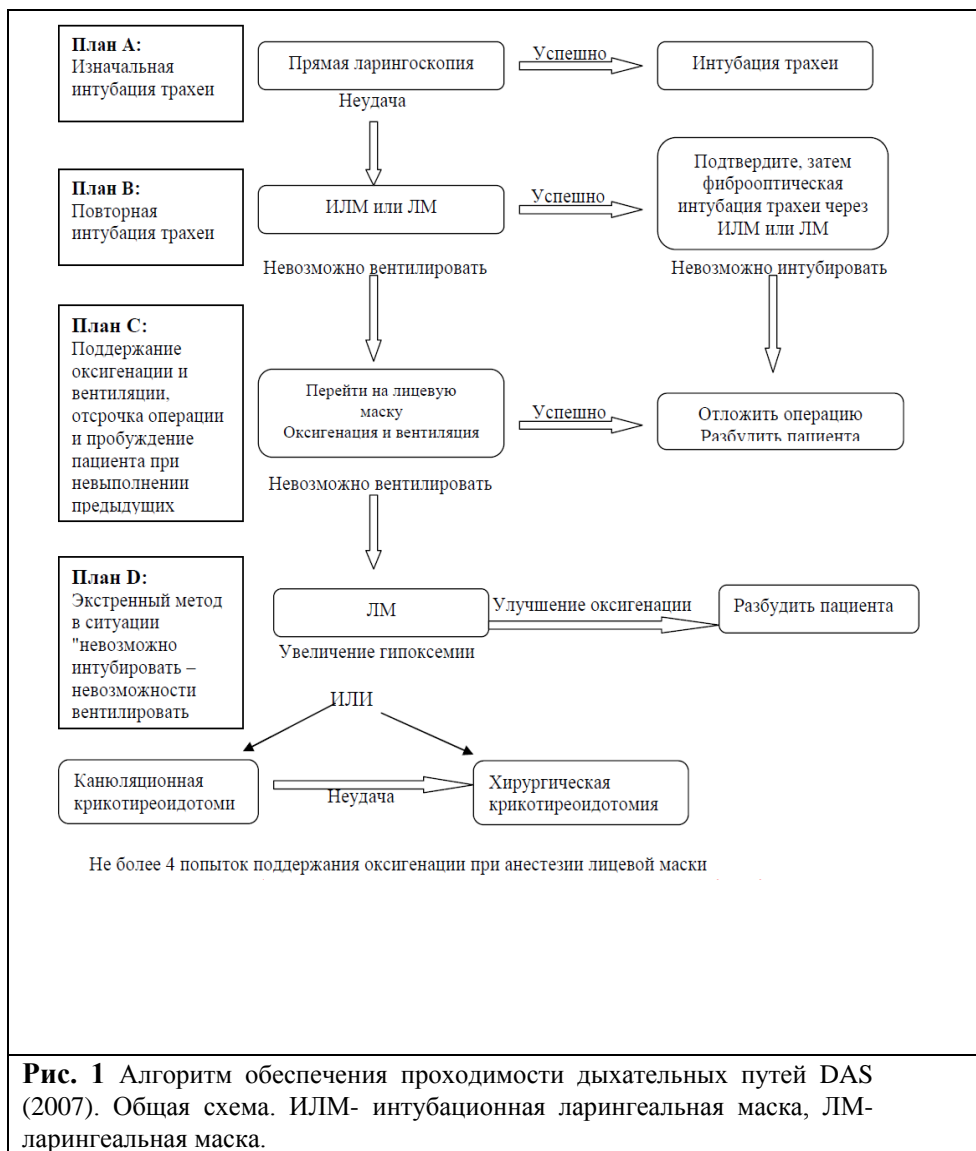 План А:
Изначальная
интубация трахеи
Прямая ларингоскопия
Успешно
Интубация трахеи
Неудача
План В:
Повторная
интубация трахеи
ИЛМ или ЛМ
Успешно
Подтвердите, затем
фиброоптическая
интубация трахеи через
ИЛМ или ЛМ
Невозможно вентилировать
Невозможно интубировать
План С:
Поддержание
оксигенации и
вентиляции,
отсрочка операции
и пробуждение
пациента при
невыполнении
предыдущих
Перейти на лицевую
маску
Оксигенация и вентиляция
Успешно
Отложить операцию
Разбудить пациента
Невозможно вентилировать
План D:
Экстренный метод
в ситуации
"невозможно
интубировать –
невозможности
вентилировать
ЛМ
Улучшение оксигенации
Разбудить пациента
Увеличение гипоксемии
ИЛИ
Канюляционная
крикотиреоидотоми
Неудача
Хирургическая
крикотиреоидотомия
Не более 4 попыток поддержания оксигенации при анестезии лицевой маски
Рис. 1 Алгоритм обеспечения проходимости дыхательных путей DAS
(2007). Общая схема. ИЛМ- интубационная ларингеальная маска, ЛМ-
ларингеальная маска.